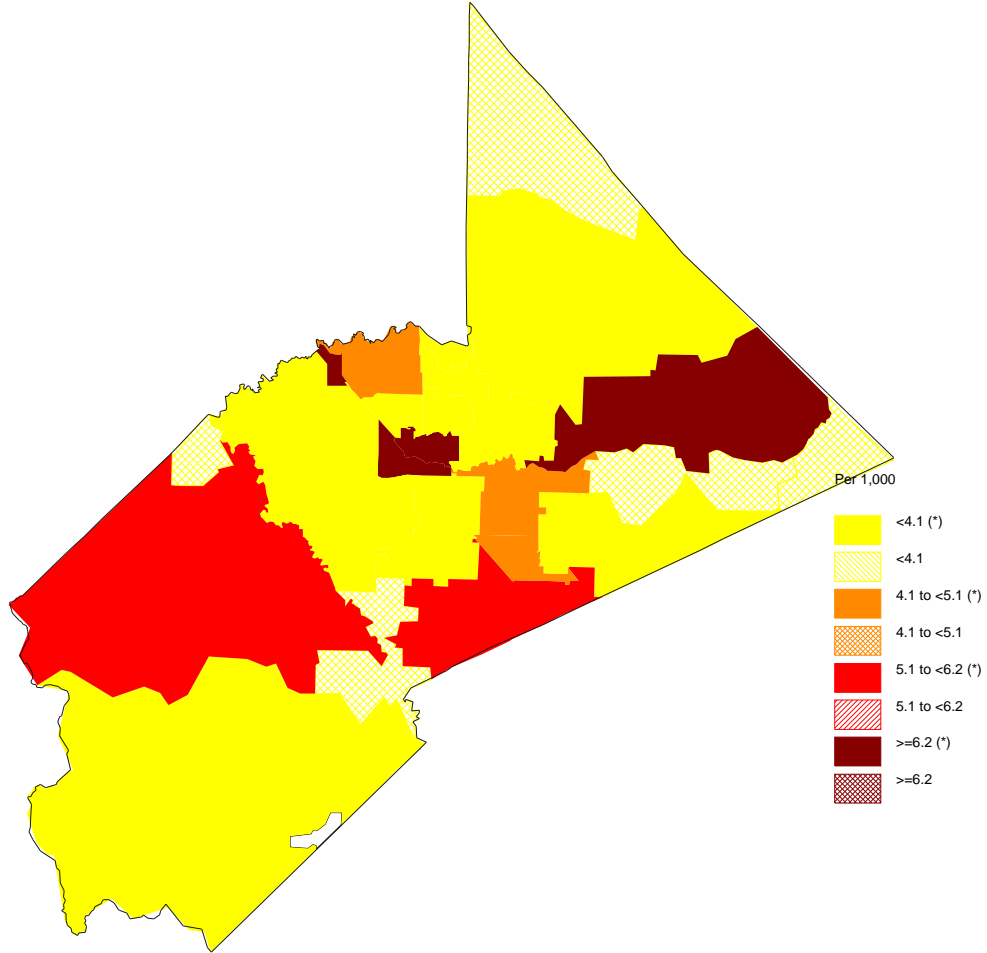 Per 1,000
<4.1 (*)
<4.1
4.1 to <5.1 (*)
4.1 to <5.1
5.1 to <6.2 (*)
5.1 to <6.2
>=6.2 (*)
>=6.2